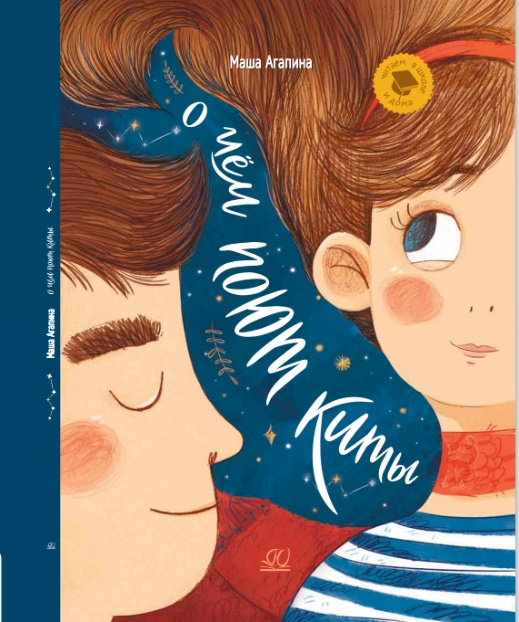 Маша Агапина
Читаем в школе
и дома
О чём
поют
киты
Маша Агапина О чём поют киты